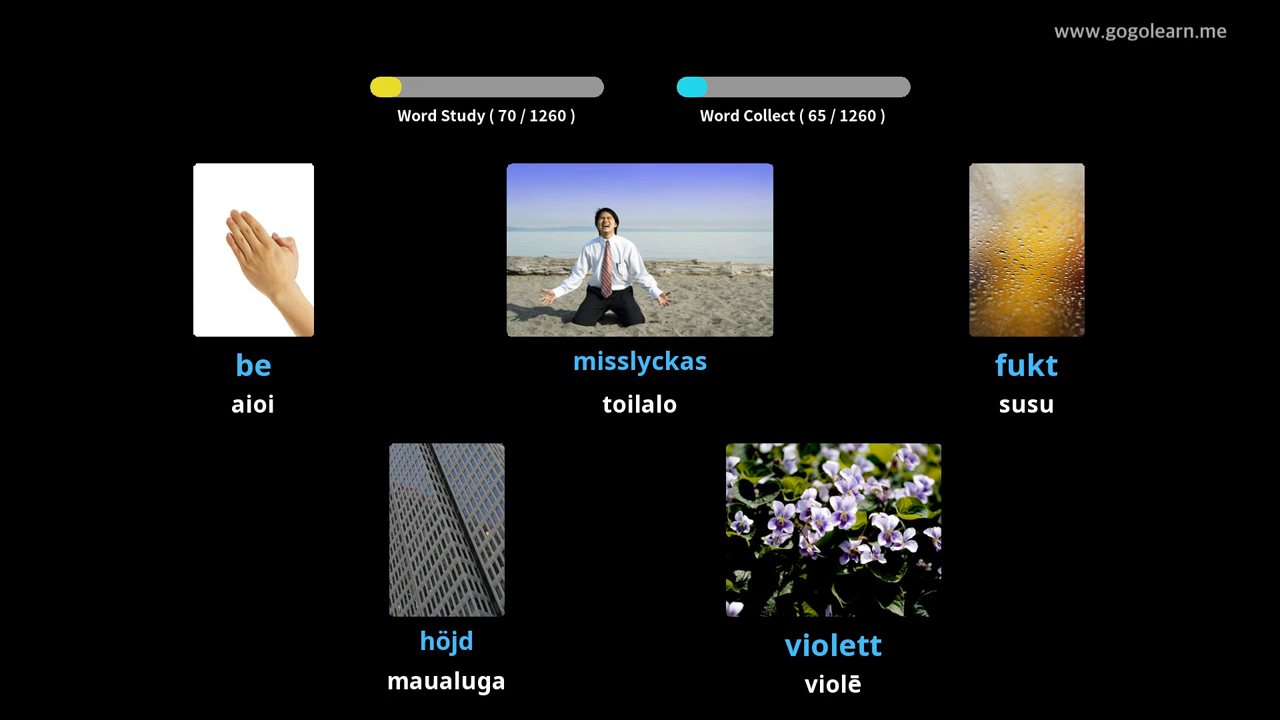 www.gogolearn.me
Word Study ( 70 / 1260 )
Word Collect ( 65 / 1260 )
be
aioi
misslyckas
toilalo
fukt
susu
höjd
maualuga
violett
violē